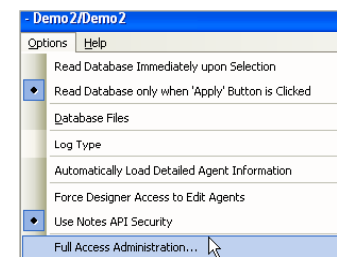 - Demo2/Demo2
Options Help
Read Database Immediately upon Selection
Read Database only when 'Apply' Button is Clicked
Database Files
Log Type
Automatically Load Detailed Agent Information
Force Designer Access to Edit Agents
Use Notes API Security
Full Access Administration...